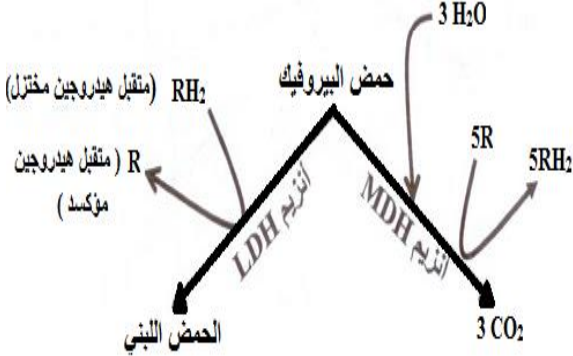 3 H₂O
حمض البيروفيك
RH₂ (متقبل هيدروجين مختزل)
R ( متقبل هيدروجين
مؤكسد )
5R
5RH₂
أنزيم LDH
أنزيم MDH
الحمض اللبني
3 CO₂